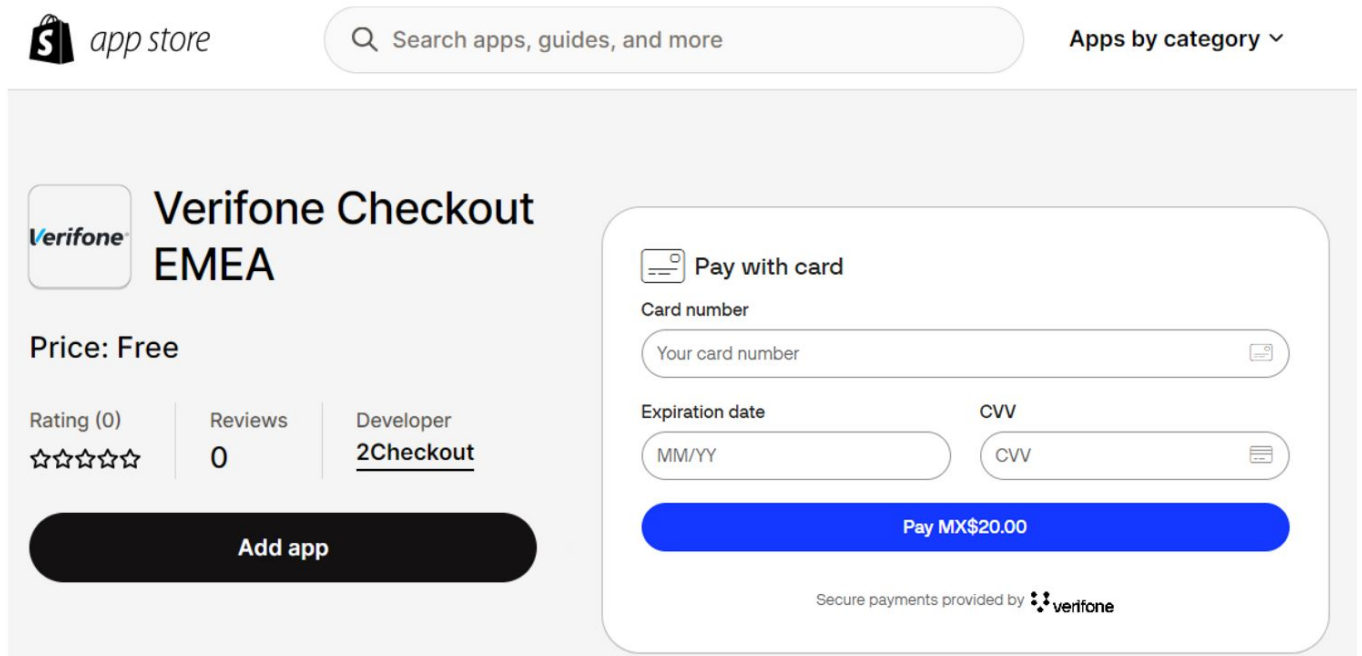 app store
Search apps, guides, and more
Apps by category
Verifone
Verifone Checkout
EMEA
Price: Free
Rating (0)
Reviews
0
Developer
2Checkout
Add app
Pay with card
Card number
Your card number
Expiration date
CVV
MM/YY
CVV
Pay MX$20.00
Secure payments provided by verifone